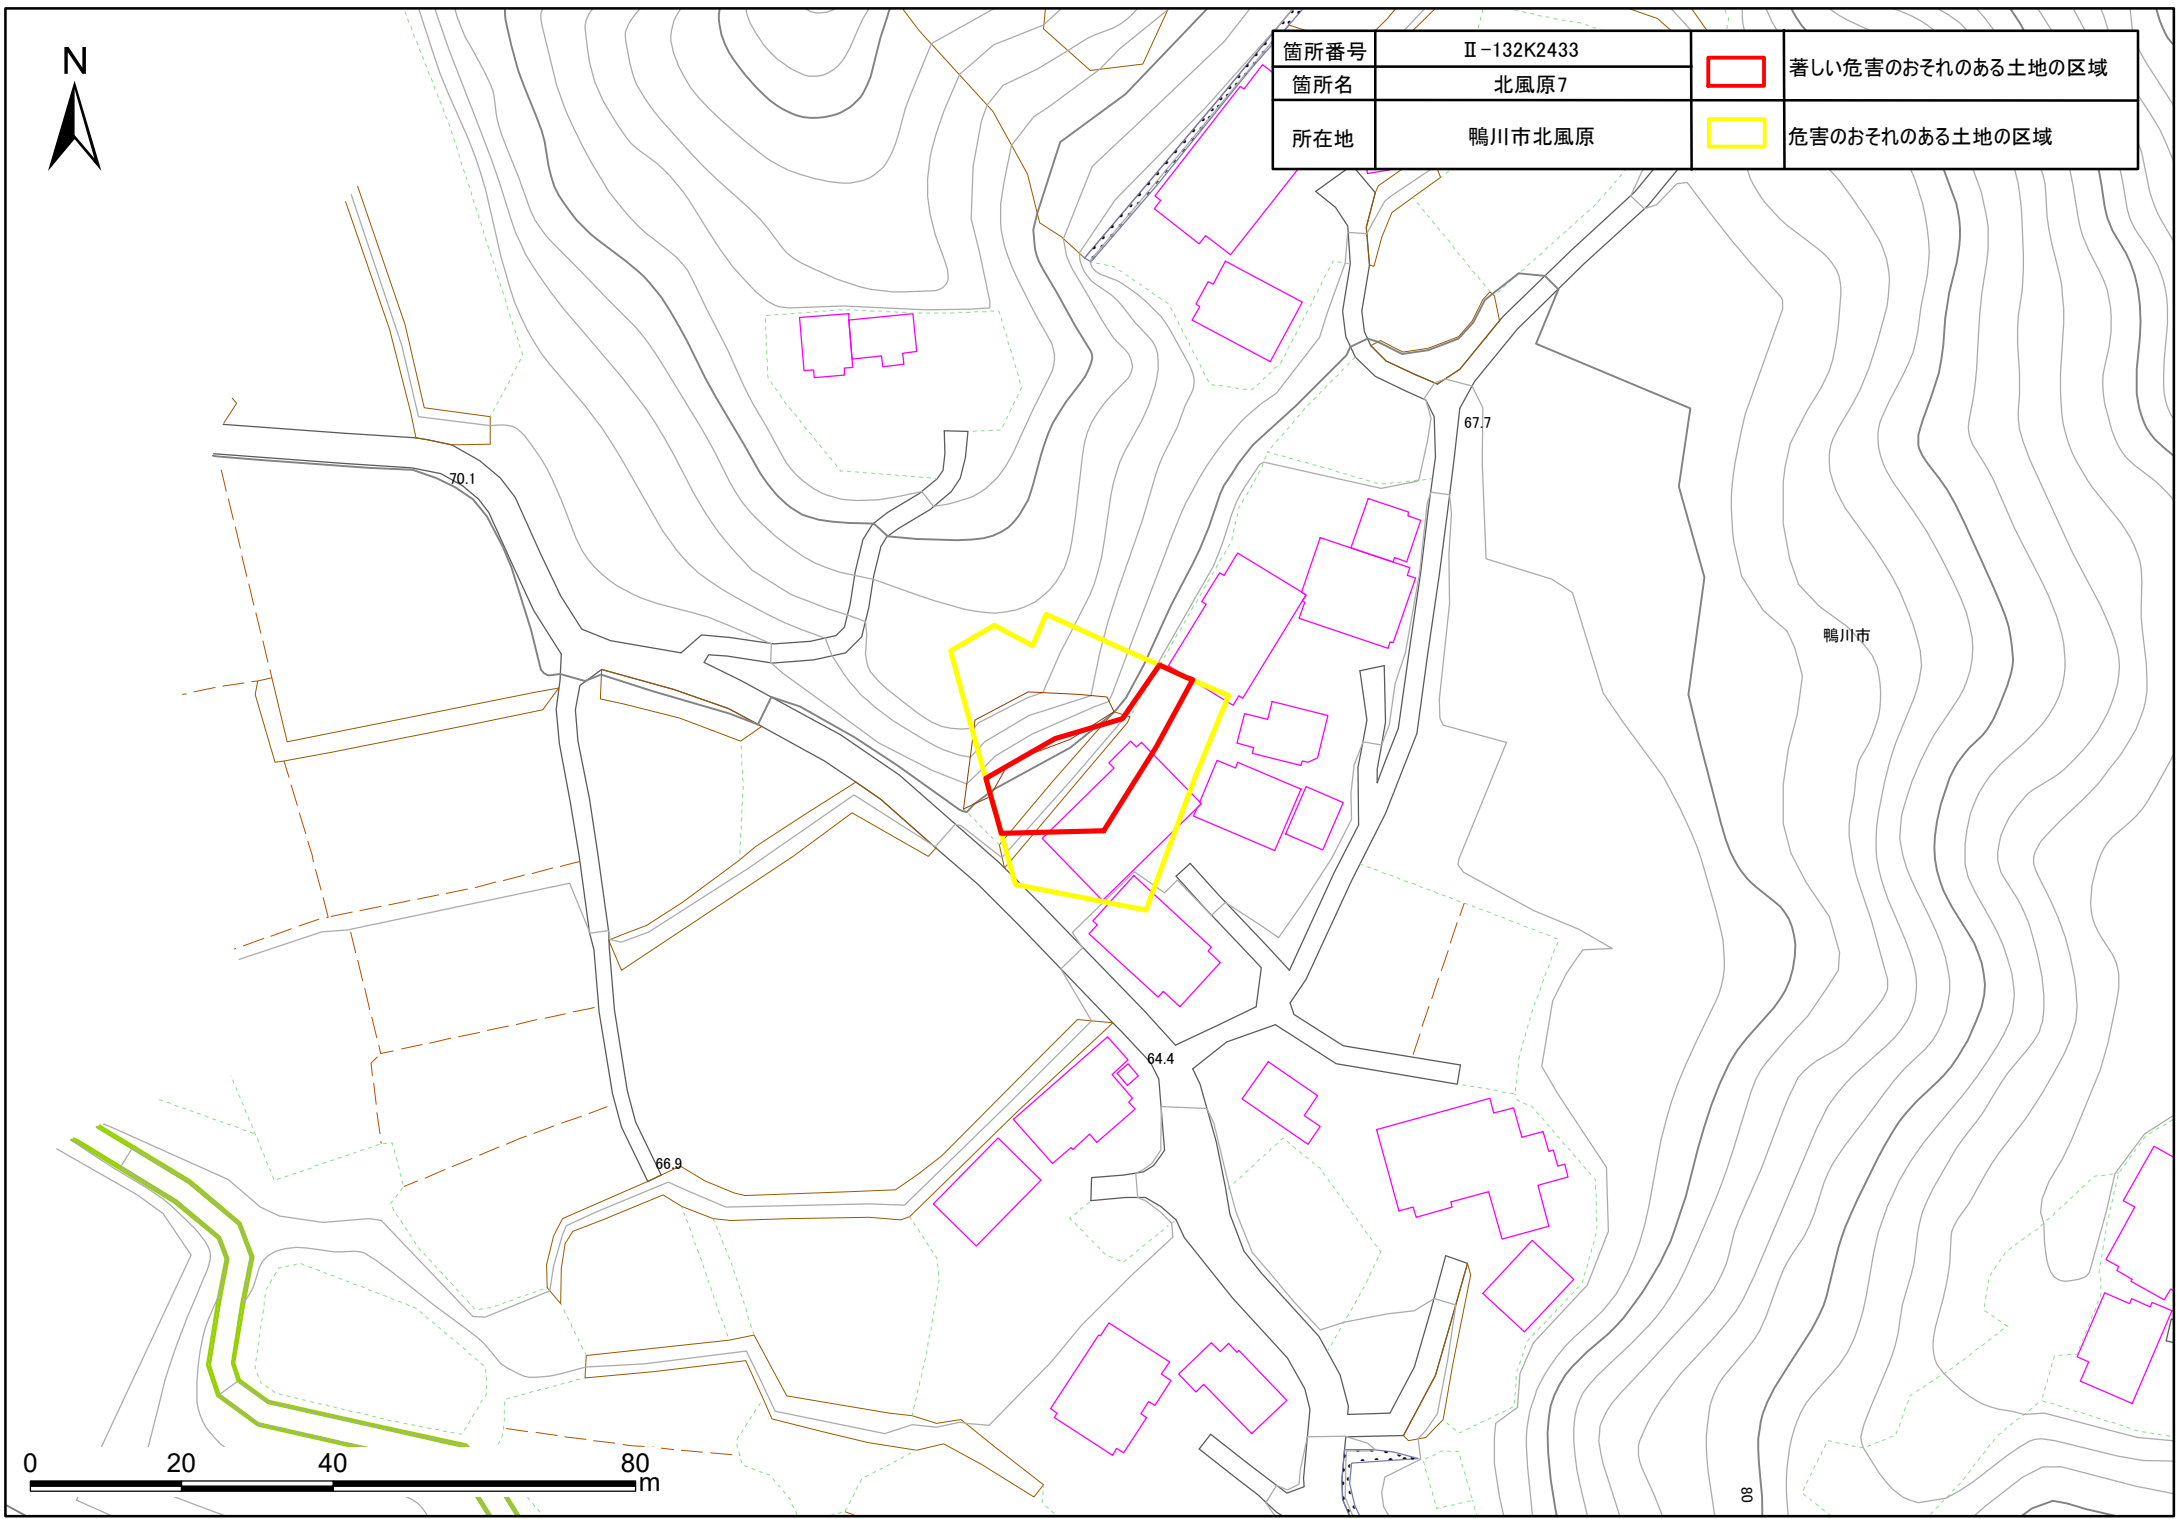 N
箇所番号 Ⅱ-132K2433 著しい危害のおそれのある土地の区域
箇所名 北風原7
所在地 鴨川市北風原 危害のおそれのある土地の区域
67.7
70.1
鴨川市
64.4
66.9
0 20 40 80
m
80